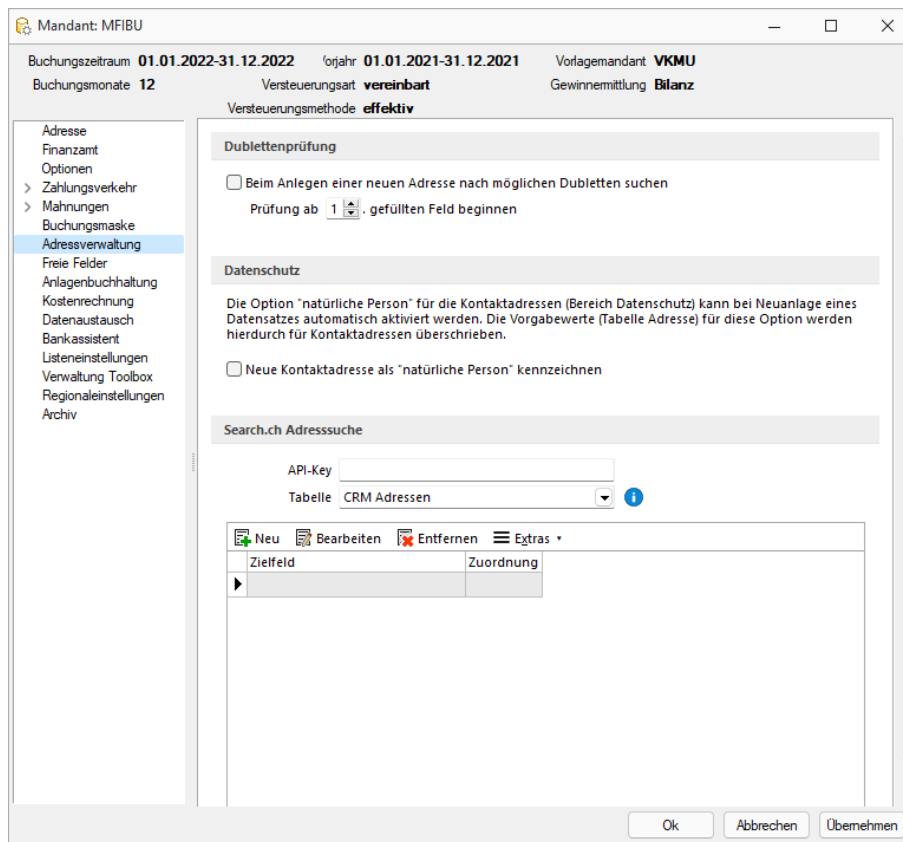 Mandant: MFIBU
Buchungszeitraum 01.01.2022-31.12.2022 'orjahr 01.01.2021-31.12.2021 Vorlagemandant VKMU
Buchungsmonate 12 Versteuerungsart vereinbart Gewinnermittlung Bilanz
Versteuerungsmethode effektiv
Adresse
Finanzamt
Optionen
Zahlungsverkehr
Mahnungen
Buchungsmaske
Adressverwaltung
Freie Felder
Anlagenbuchhaltung
Kostenrechnung
Datenaustausch
Bankassistent
Listeneinstellungen
Verwaltung Toolbox
Regionaleinstellungen
Archiv
Dublettenprüfung
Beim Anlegen einer neuen Adresse nach möglichen Dubletten suchen
Prüfung ab 1 . gefüllten Feld beginnen
Datenschutz
Die Option "natürliche Person" für die Kontaktadressen (Bereich Datenschutz) kann bei Neuanlage eines
Datensatzes automatisch aktiviert werden. Die Vorgabewerte (Tabelle Adresse) für diese Option werden
hierdurch für Kontaktadressen überschrieben.
Neue Kontaktadresse als "natürliche Person" kennzeichnen
Search.ch Adresssuche
API-Key
Tabelle CRM Adressen
Neu Bearbeiten Entfernen Extras
Zielfeld Zuordnung
Ok Abbrechen Übernehmen